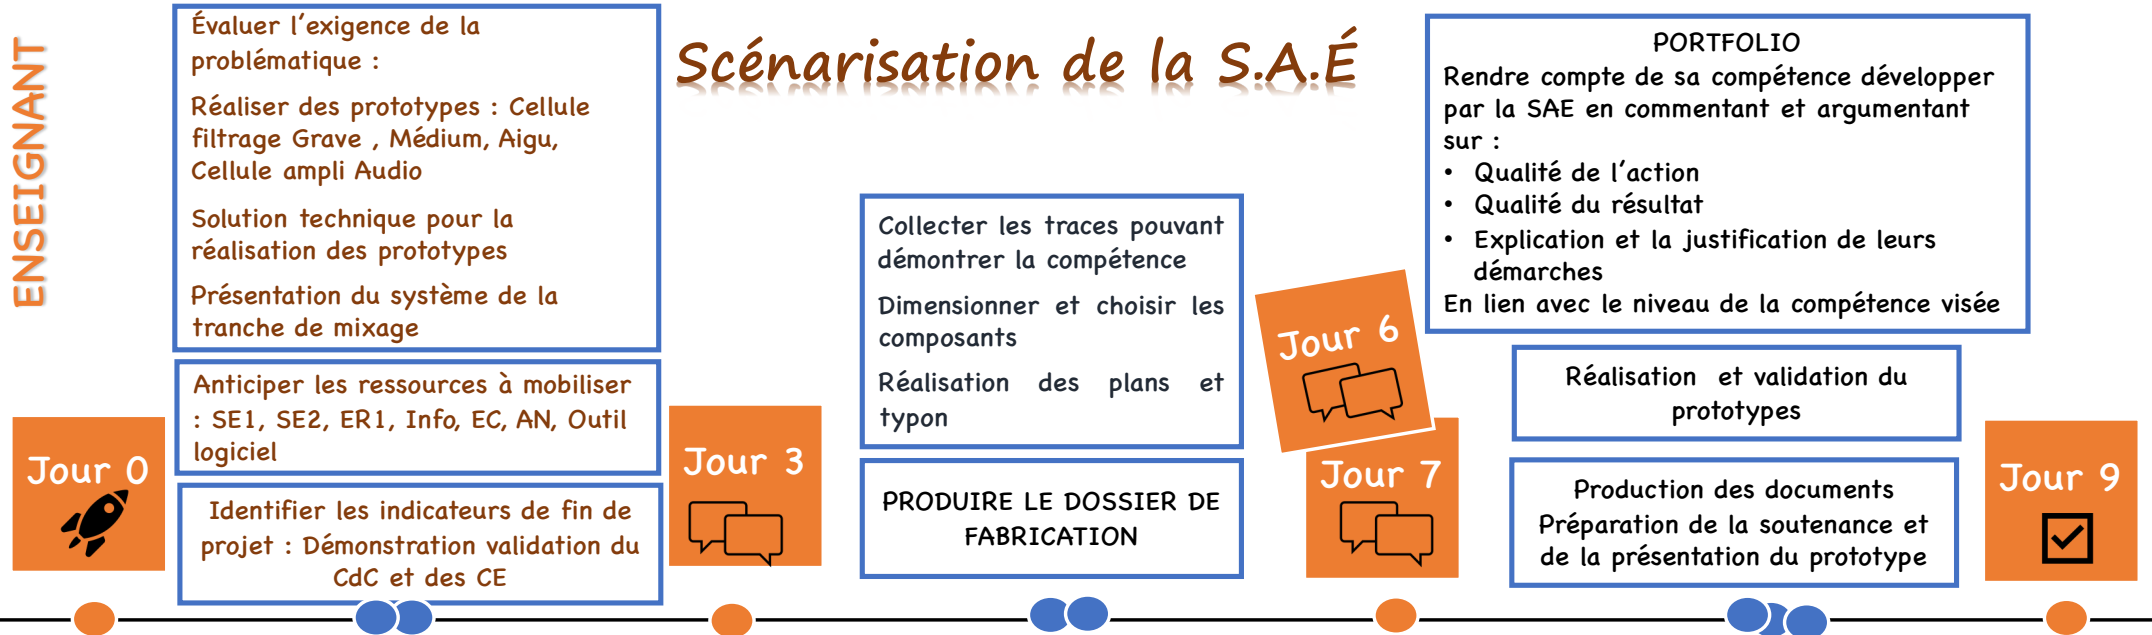 ENSEIGNANT
Évaluer l'exigence de la
problématique :
Réaliser des prototypes : Cellule
filtrage Grave , Médium, Aigu,
Cellule ampli Audio
Solution technique pour la
réalisation des prototypes
Présentation du système de la
tranche de mixage
Anticiper les ressources à mobiliser
: SE1, SE2, ER1, Info, EC, AN, Outil
logiciel
Identifier les indicateurs de fin de
projet : Démonstration validation du
CdC et des CE
Jour 0
Scénarisation de la S.A.É
Jour 3
Collecter les traces pouvant
démontrer la compétence
Dimensionner et choisir les
composants
Réalisation des plans et
typon
PRODUIRE LE DOSSIER DE
FABRICATION
Jour 6
Jour 7
PORTFOLIO
Rendre compte de sa compétence développer
par la SAE en commentant et argumentant
sur :
• Qualité de l'action
• Qualité du résultat
• Explication et la justification de leurs
démarches
En lien avec le niveau de la compétence visée
Réalisation et validation du
prototypes
Production des documents
Préparation de la soutenance et
de la présentation du prototype
Jour 9